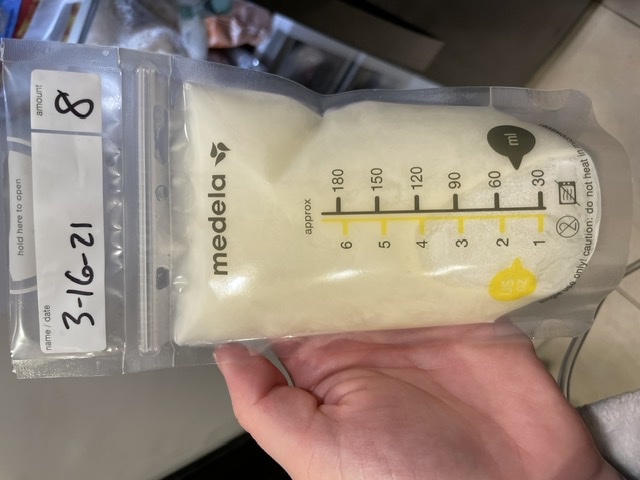 hold here to open
name / date
3-16-21
amount
8
medela
approx
180
150
120
90
60
30
ml
6
5
4
3
2
1
only! caution: do not heat in